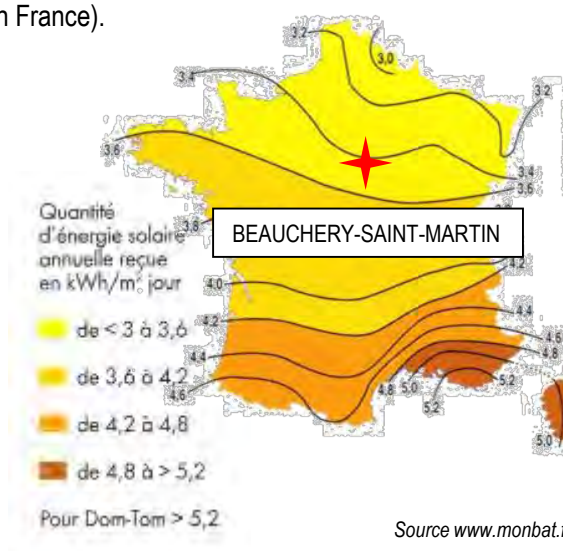 n France).
3,2
3,0
3,4
3,2
3,6
3,4
3,6
3,8
Quantité
d'énergie solaire
annuelle reçue
en kWh/m² jour
BEAUCHERY-SAINT-MARTIN
4,2
4,0
4,2
4,4
4,4
4,6
4,8
4,6
4,8
5,0
5,2
5,2
5,0
de < 3 à 3,6
de 3,6 à 4,2
de 4,2 à 4,8
de 4,8 à > 5,2
Pour Dom-Tom > 5,2
Source www.monbat.f